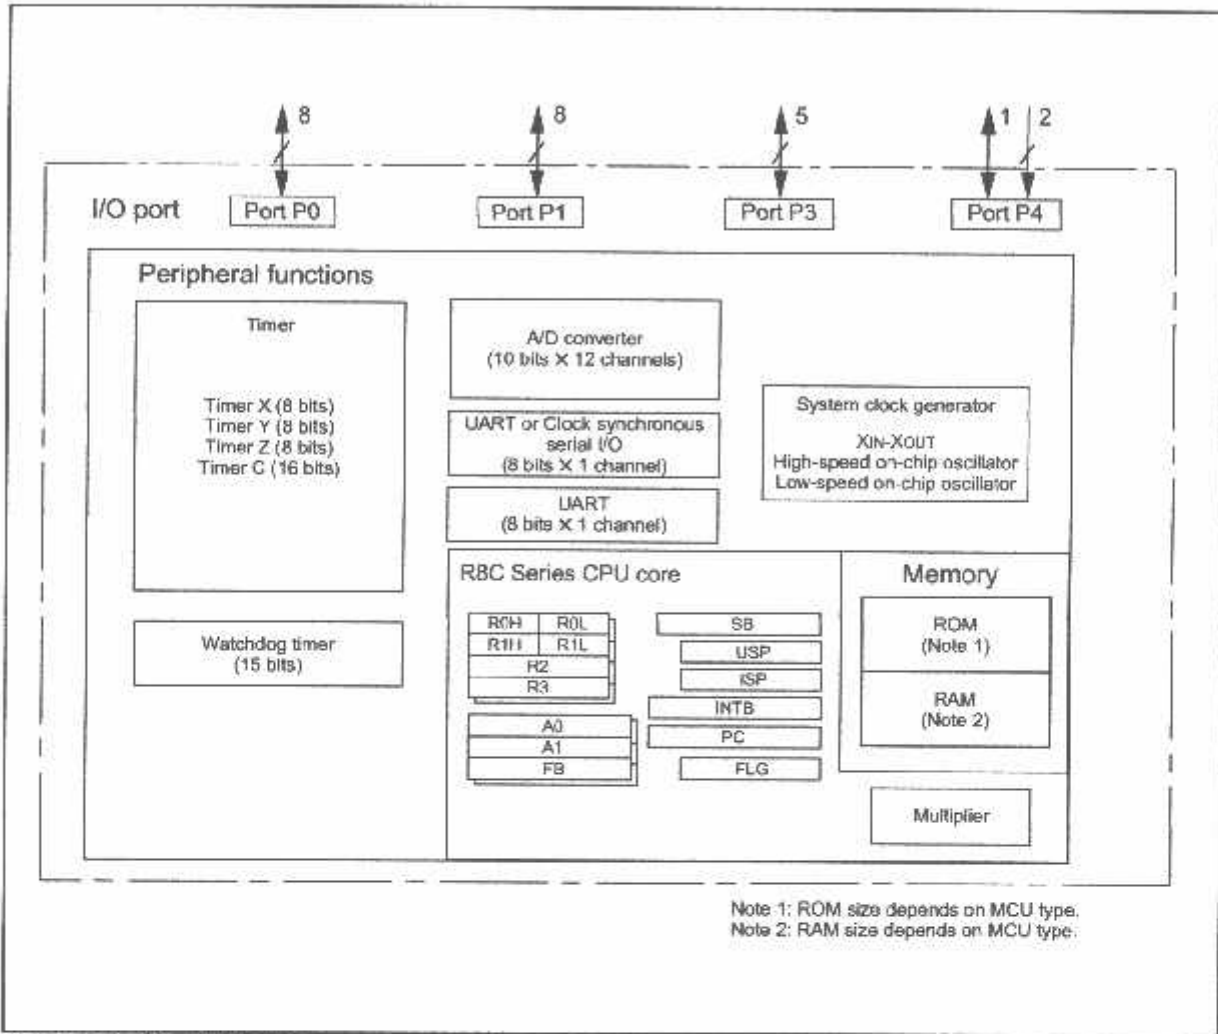 8
8
5
1
2
I/O port
Port P0
Port P1
Port P3
Port P4
Peripheral functions
Timer
Timer X (8 bits)
Timer Y (8 bits)
Timer Z (8 bits)
Timer C (16 bits)
Watchdog timer
(15 bits)
A/D converter
(10 bits X 12 channels)
UART or Clock synchronous
serial I/O
(8 bits X 1 channel)
UART
(8 bits X 1 channel)
System clock generator
XIN-XOUT
High-speed on-chip oscillator
Low-speed on-chip oscillator
R8C Series CPU core
R0H
R0L
R1H
R1L
R2
R3
A0
A1
FB
SB
USP
ISP
INTB
PC
FLG
Memory
ROM
(Note 1)
RAM
(Note 2)
Multiplier
Note 1: ROM size depends on MCU type.
Note 2: RAM size depends on MCU type.